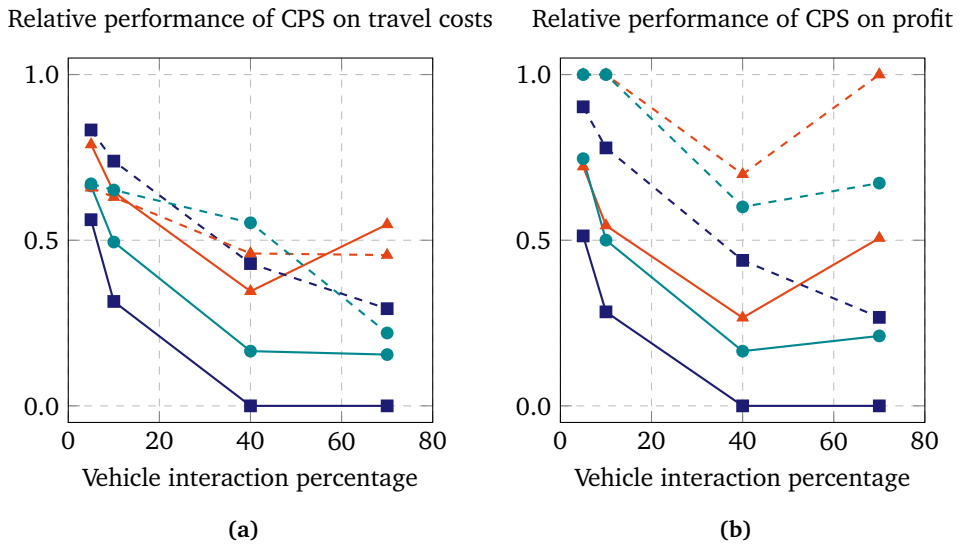 Relative performance of CPS on travel costs
1.0
0.5
0.0
0 20 40 60 80
Vehicle interaction percentage
(a)
Relative performance of CPS on profit
1.0
0.5
0.0
0 20 40 60 80
Vehicle interaction percentage
(b)